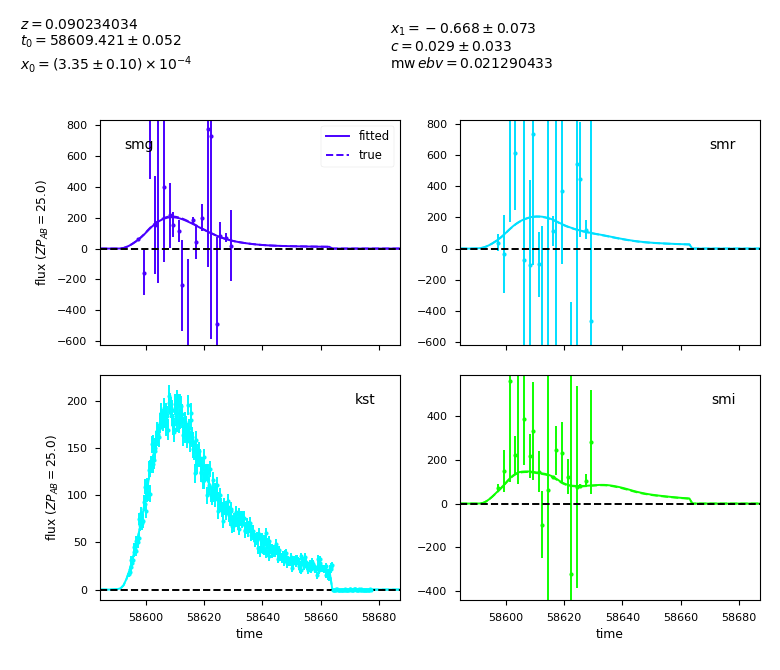 z = 0.090234034
t₀ = 58609.421 ± 0.052
x₀ = (3.35 ± 0.10) × 10⁻⁴
x₁ = −0.668 ± 0.073
c = 0.029 ± 0.033
mw ebv = 0.021290433
smg
fitted
true
800
600
400
200
0
−200
−400
−600
flux (ZP_AB = 25.0)
smr
800
600
400
200
0
−200
−400
−600
kst
200
150
100
50
0
flux (ZP_AB = 25.0)
58600 58620 58640 58660 58680
time
smi
400
200
0
−200
−400
58600 58620 58640 58660 58680
time